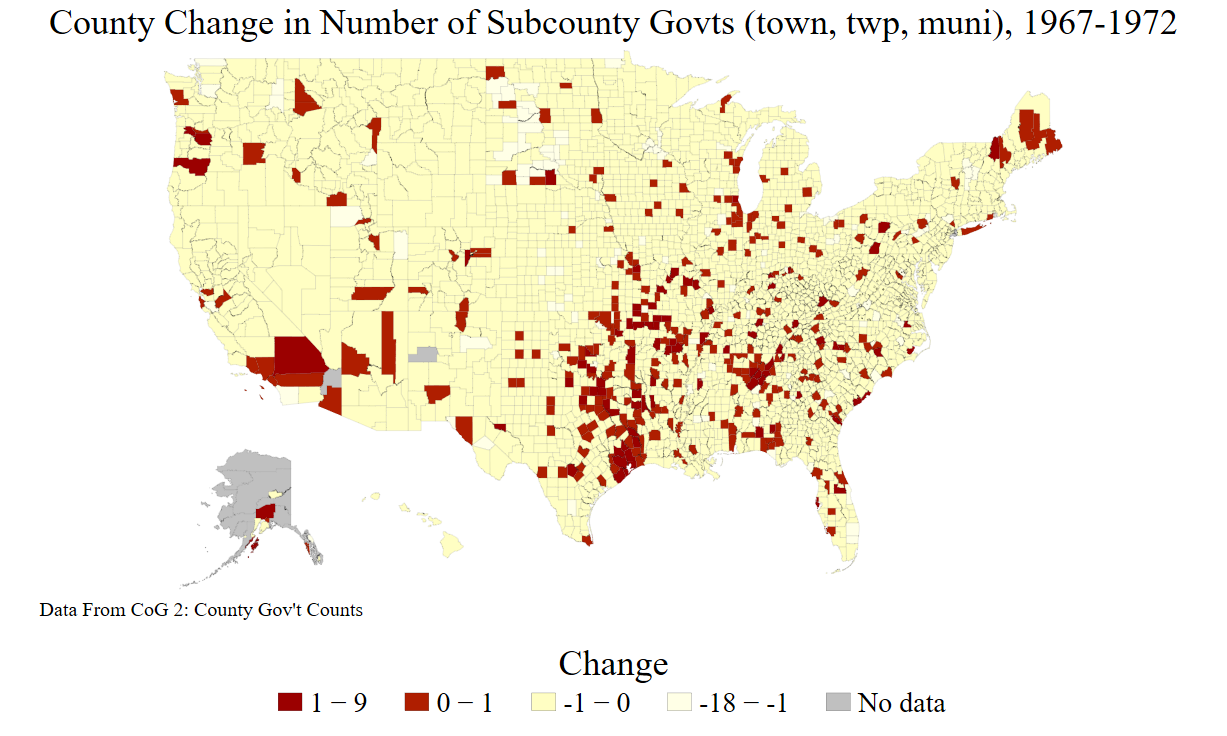 County Change in Number of Subcounty Govts (town, twp, muni), 1967-1972
Data From CoG 2: County Gov't Counts
Change
1 − 9
0 − 1
-1 − 0
-18 − -1
No data